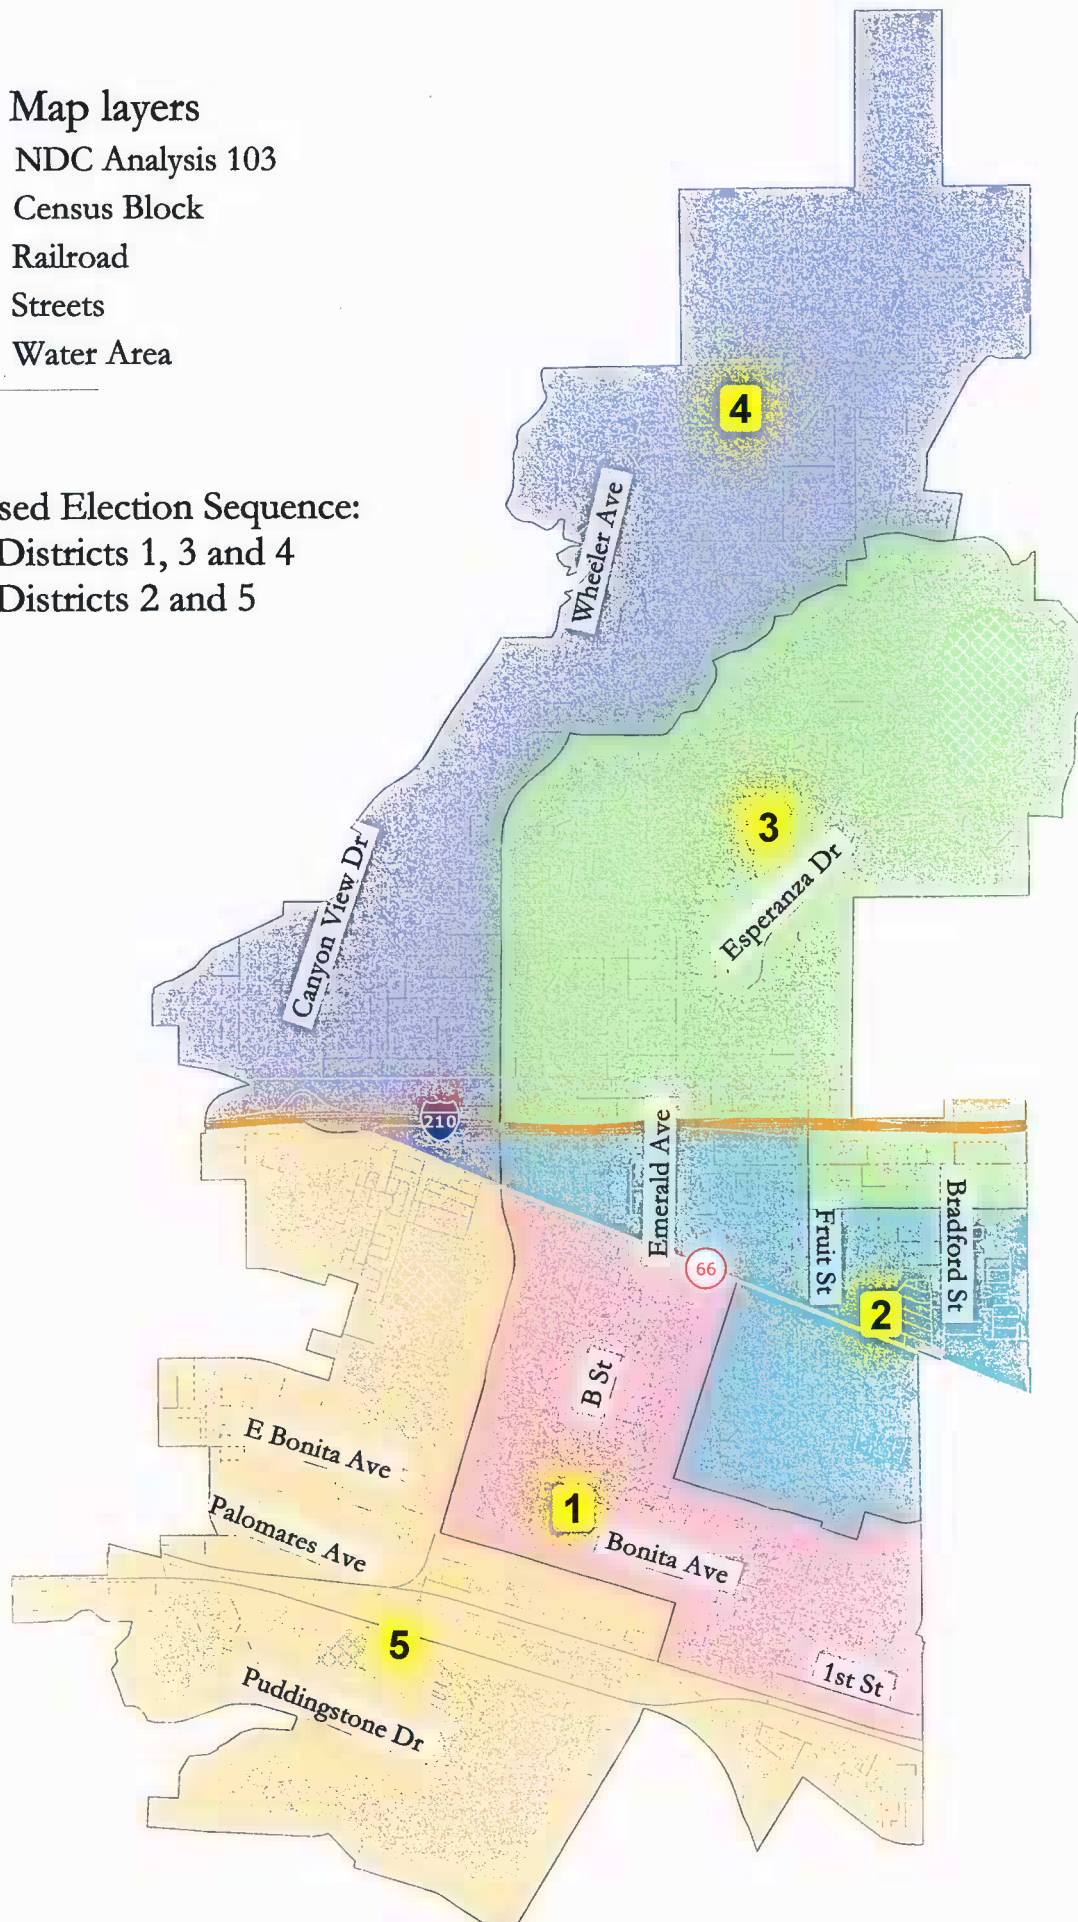 Map layers
NDC Analysis 103
Census Block
Railroad
Streets
Water Area
4
Wheeler Ave
sed Election Sequence:
Districts 1, 3 and 4
Districts 2 and 5
3
Esperanza Dr
Canyon View Dr
210
Emerald Ave
Fruit St
Bradford St
66
2
B St
E Bonita Ave
1
Palomares Ave
Bonita Ave
5
1st St
Puddingstone Dr